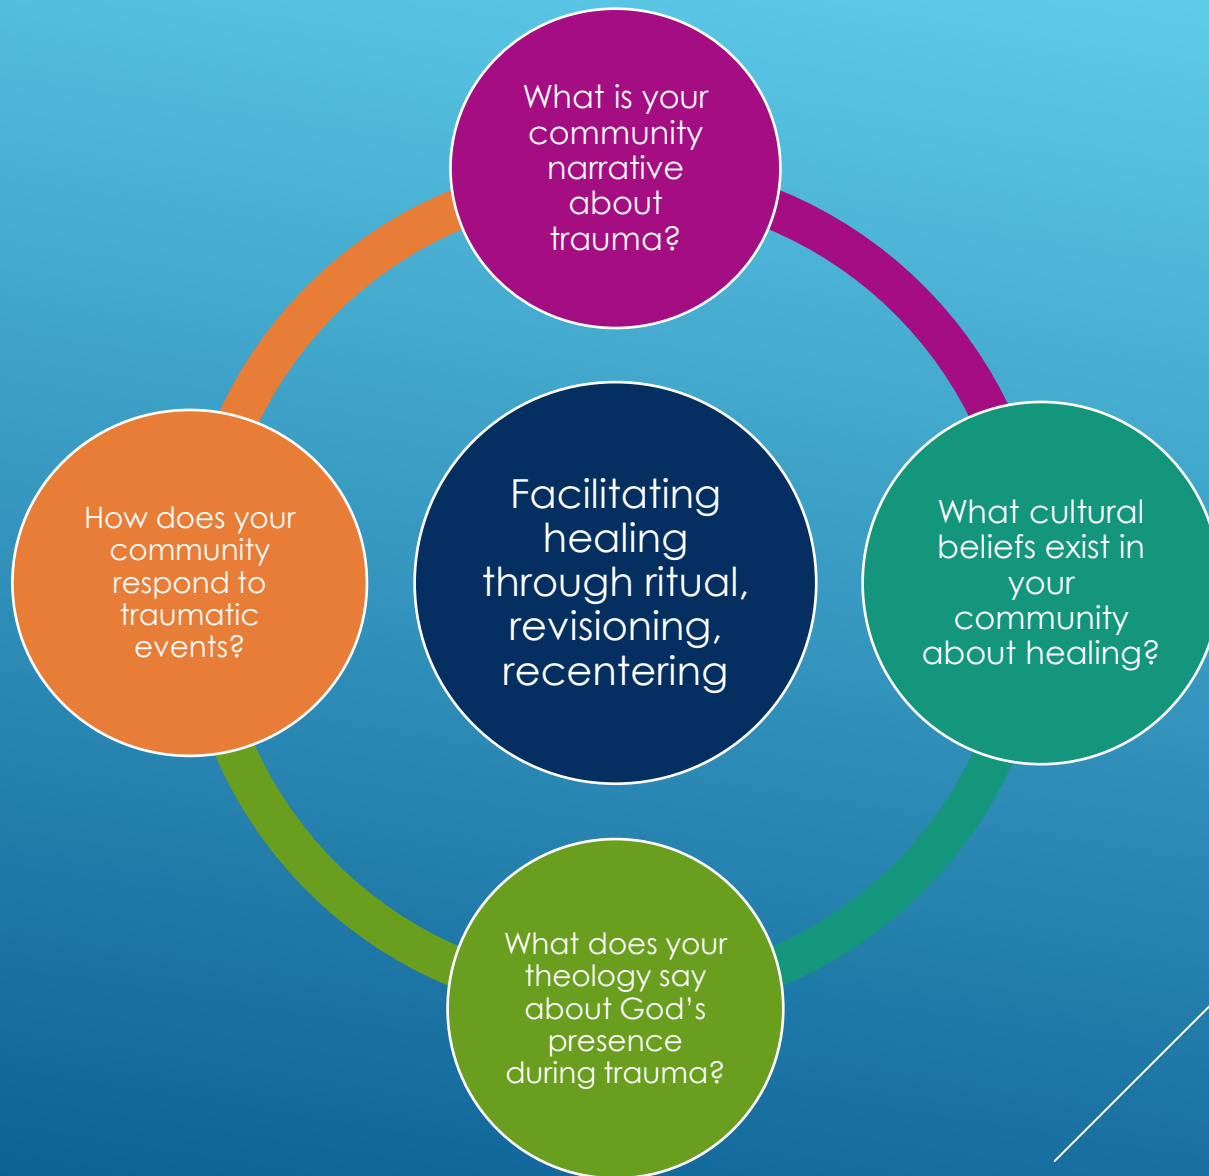 What is your
community
narrative
about
trauma?
Facilitating
healing
through ritual,
revisioning,
recentering
What cultural
beliefs exist in
your
community
about healing?
How does your
community
respond to
traumatic
events?
What does your
theology say
about God’s
presence
during trauma?